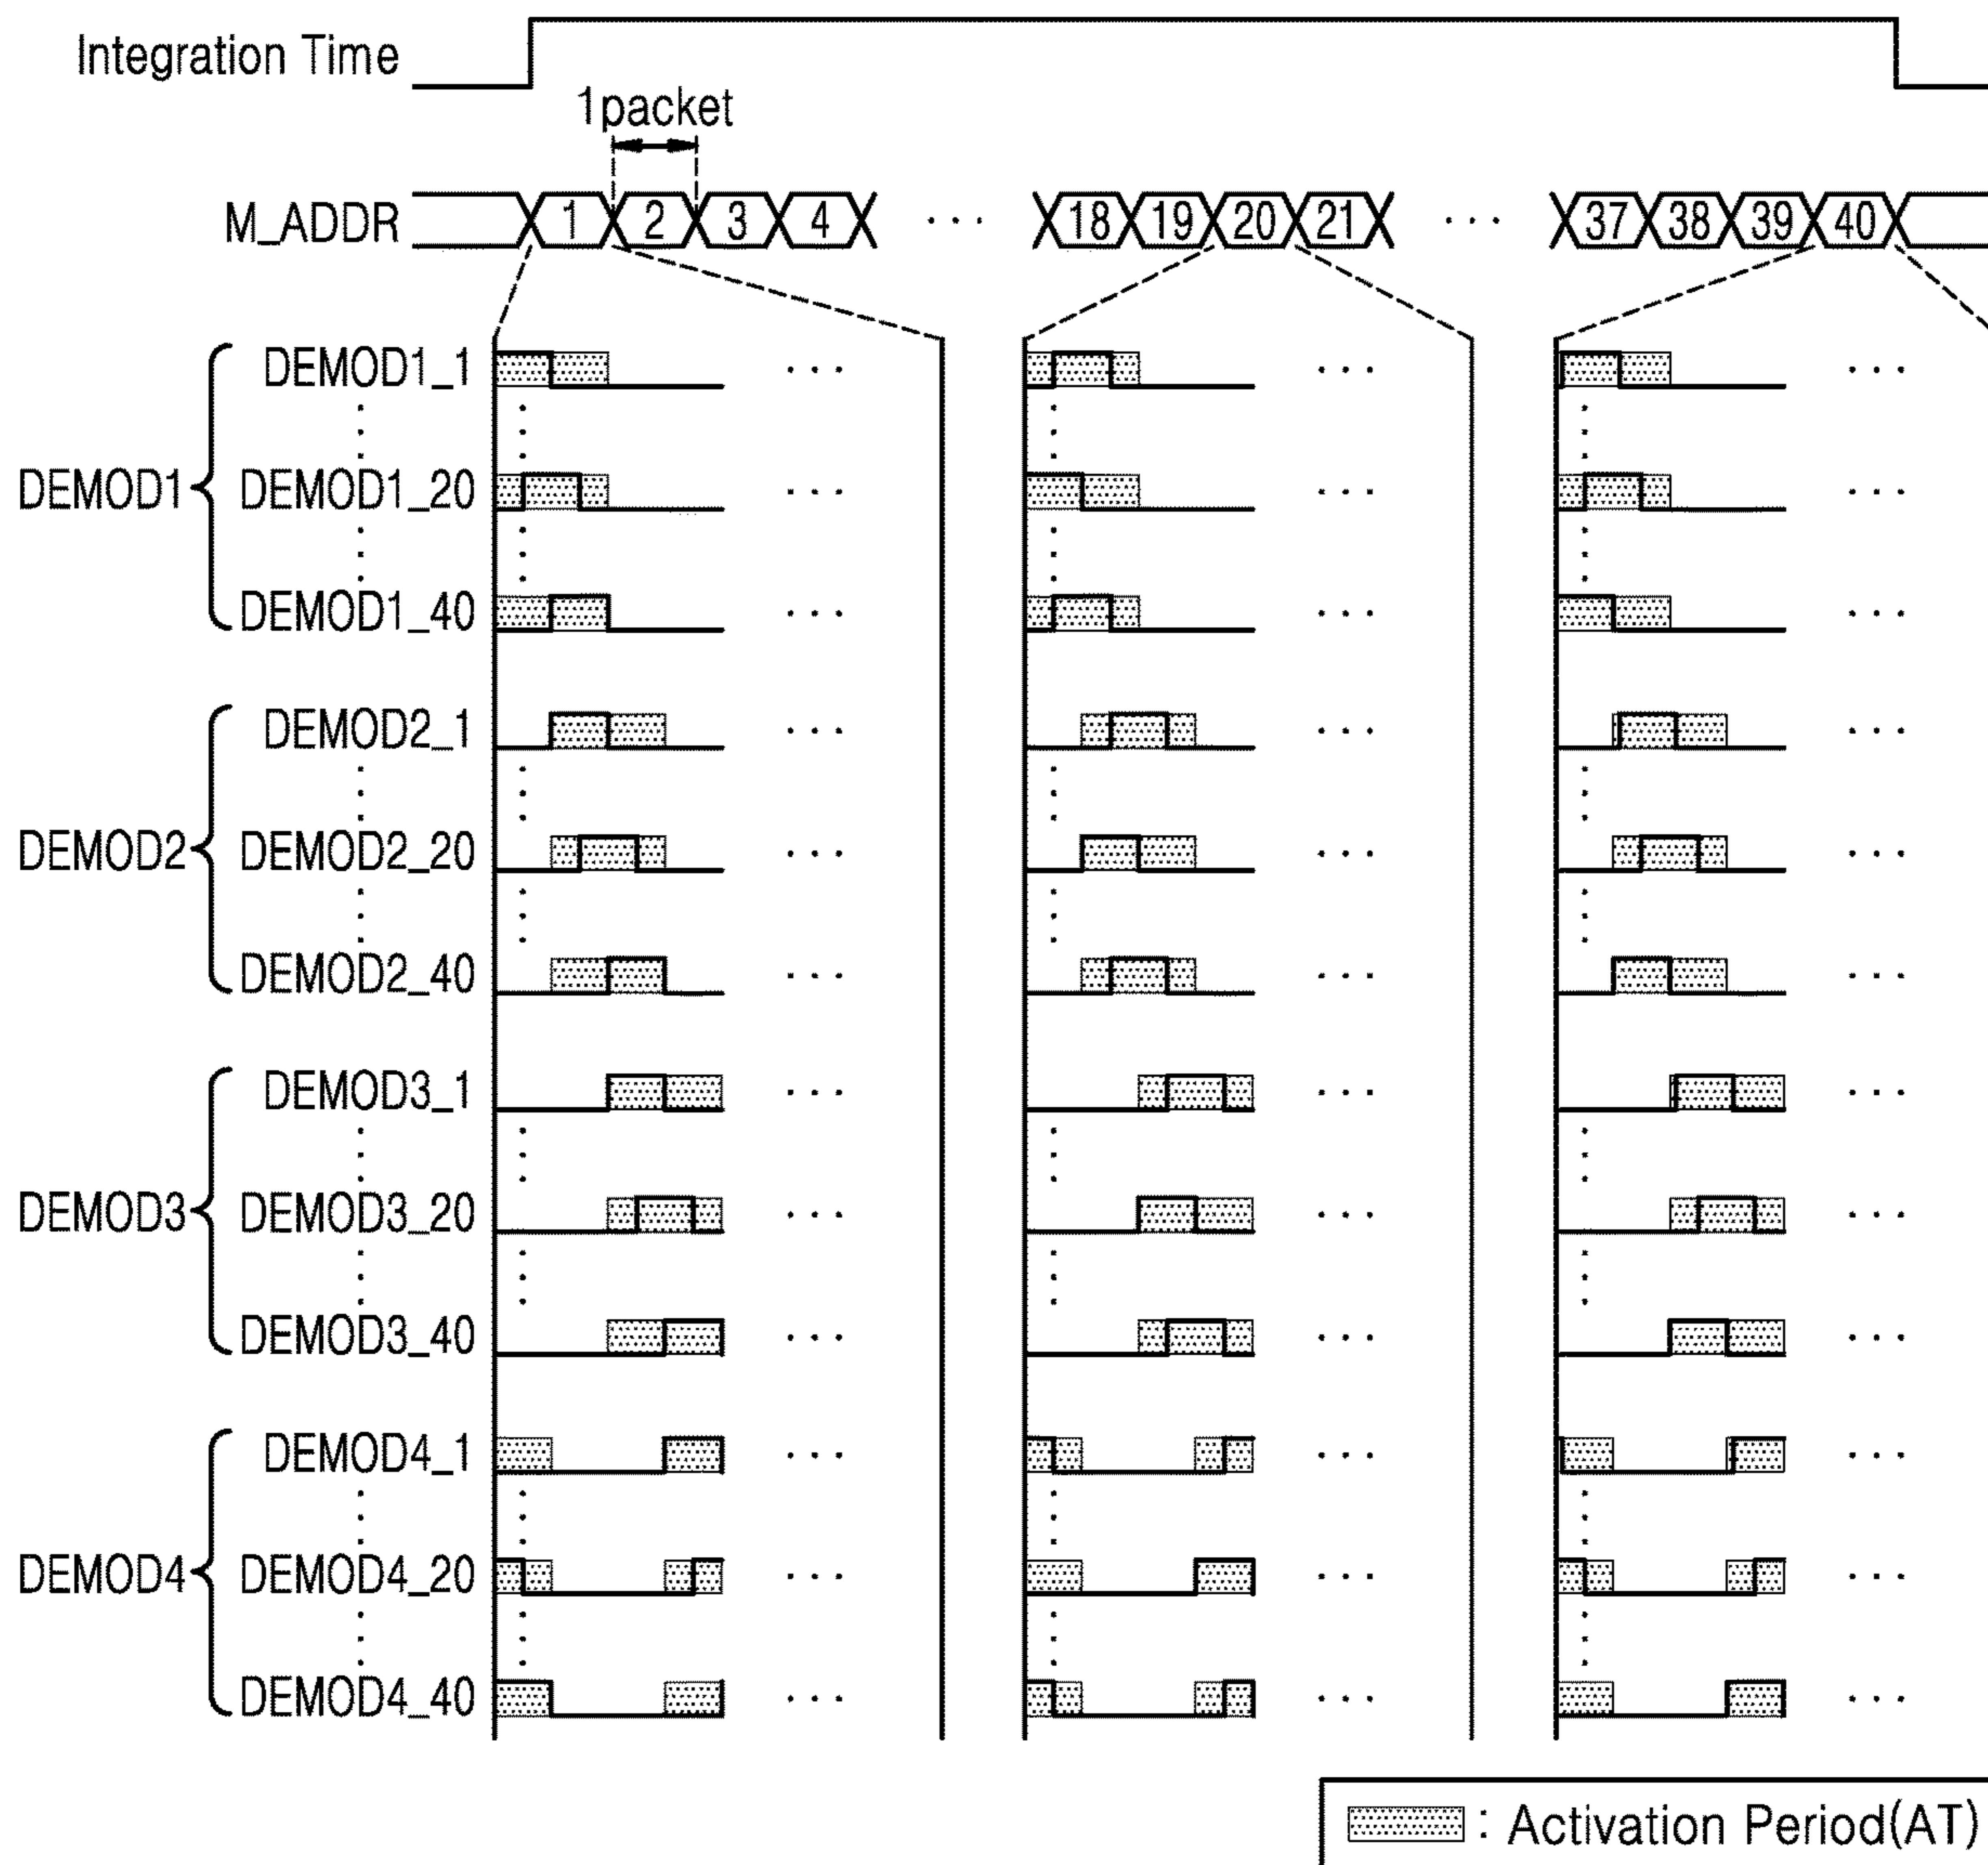 Integration Time
1packet
M_ADDR 1 2 3 4 ... 18 19 20 21 ... 37 38 39 40
DEMOD1
DEMOD1_1 ... ... ...
DEMOD1_20 ... ... ...
DEMOD1_40 ... ... ...
DEMOD2
DEMOD2_1 ... ... ...
DEMOD2_20 ... ... ...
DEMOD2_40 ... ... ...
DEMOD3
DEMOD3_1 ... ... ...
DEMOD3_20 ... ... ...
DEMOD3_40 ... ... ...
DEMOD4
DEMOD4_1 ... ... ...
DEMOD4_20 ... ... ...
DEMOD4_40 ... ... ...
: Activation Period(AT)